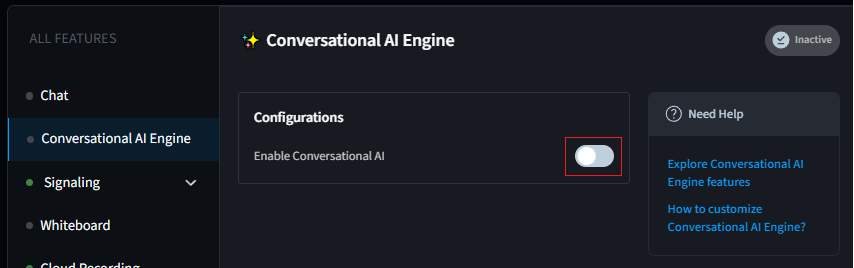 ALL FEATURES
Chat
Conversational AI Engine
Signaling
Whiteboard
Cloud Recording
Conversational AI Engine
Inactive
Configurations
Enable Conversational AI
Need Help
Explore Conversational AI
Engine features
How to customize
Conversational AI Engine?